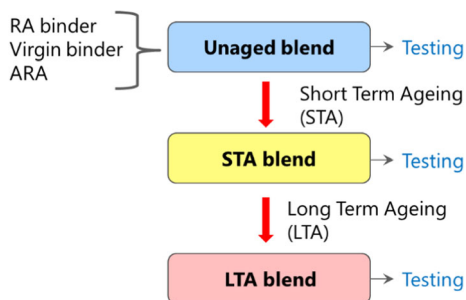 RA binder
Virgin binder
ARA
Unaged blend
Testing
Short Term Ageing
(STA)
STA blend
Testing
Long Term Ageing
(LTA)
LTA blend
Testing